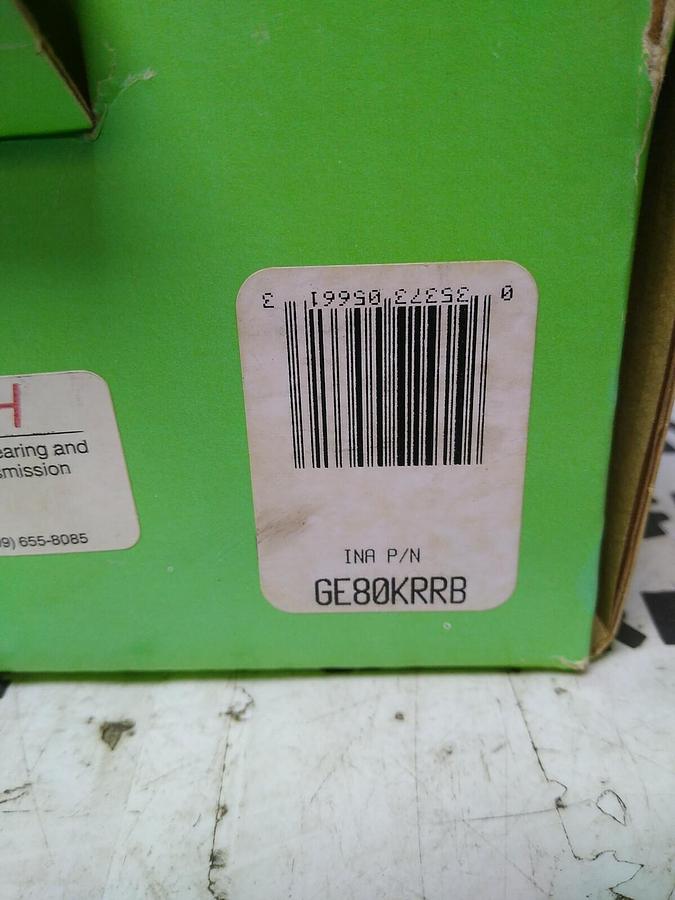 0 35373 05661 3
INA P/N
GE80KRRB
H
earing and
smission
9) 655-8085